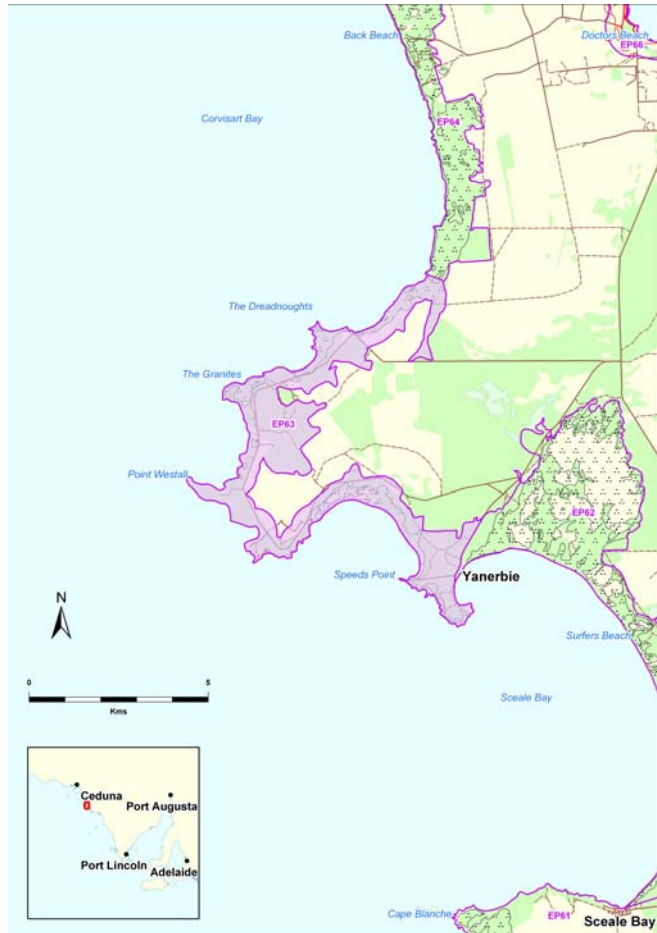 Back Beach
Doctors Beach
EP66
Corvisart Bay
EP64
The Dreadnoughts
The Granites
EP63
Point Westall
EP62
Speeds Point
Yanerbie
N
Surfers Beach
0 5
Kms
Sceale Bay
Ceduna
Port Augusta
Port Lincoln
Adelaide
Cape Blanche
EP61
Sceale Bay